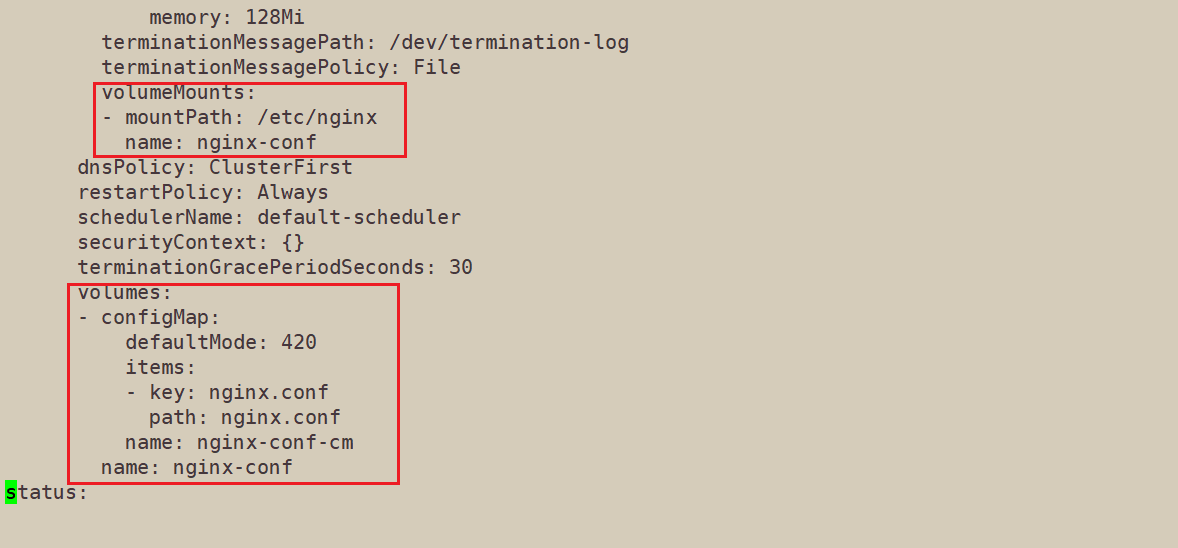 memory: 128Mi
        terminationMessagePath: /dev/termination-log
        terminationMessagePolicy: File
        volumeMounts:
        - mountPath: /etc/nginx
          name: nginx-conf
      dnsPolicy: ClusterFirst
      restartPolicy: Always
      schedulerName: default-scheduler
      securityContext: {}
      terminationGracePeriodSeconds: 30
      volumes:
      - configMap:
          defaultMode: 420
          items:
          - key: nginx.conf
            path: nginx.conf
          name: nginx-conf-cm
        name: nginx-conf
status: